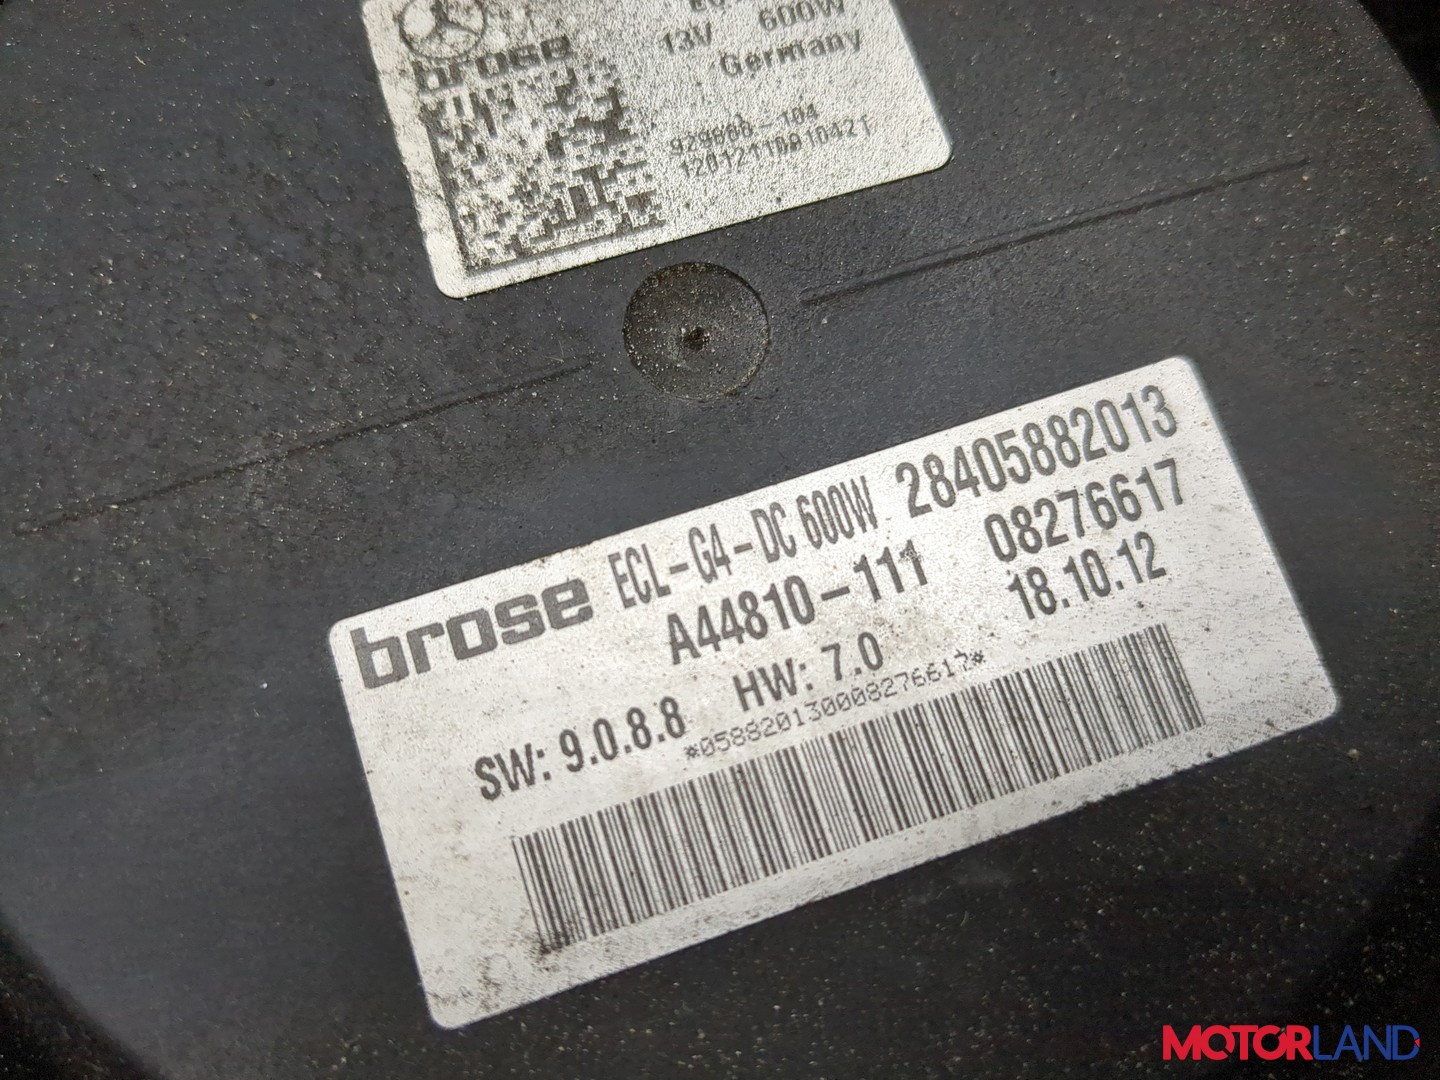 brose
600W
13V
Germany
brose ECL-G4-DC 600W 28405882013
A44810-111 08276617
SW: 9.0.8.8 HW: 7.0 18.10.12
*0588201300008276617*
MOTORLAND